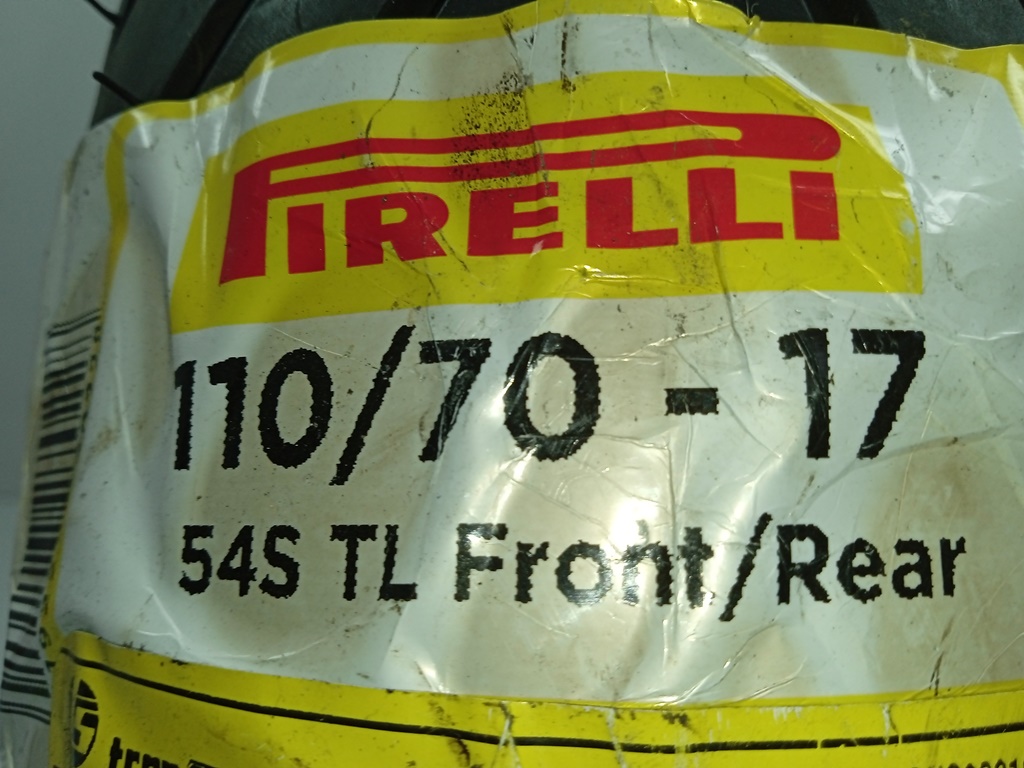 PIRELLI
110/70 - 17
54S TL Front/Rear